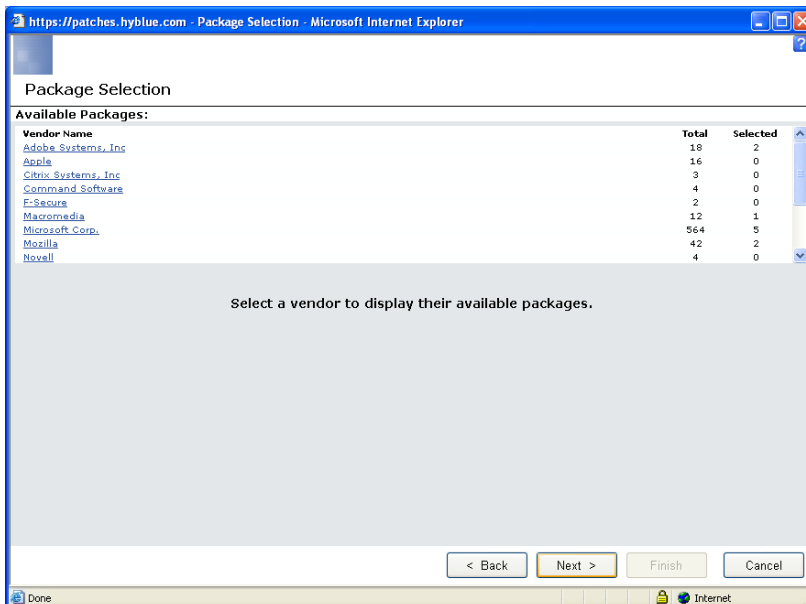 https://patches.hyblue.com - Package Selection - Microsoft Internet Explorer
?
Package Selection
Available Packages:
Vendor Name Total Selected
Adobe Systems, Inc 18 2
Apple 16 0
Citrix Systems, Inc 3 0
Command Software 4 0
F-Secure 2 0
Macromedia 12 1
Microsoft Corp. 564 5
Mozilla 42 2
Novell 4 0
Select a vendor to display their available packages.
< Back Next > Finish Cancel
Done Internet